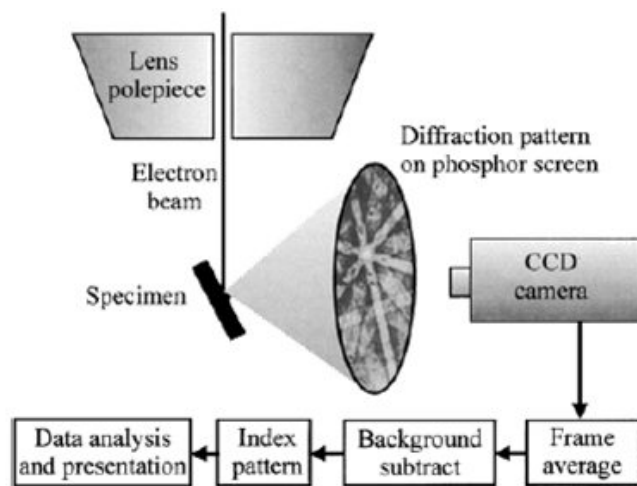 Lens
polepiece
Diffraction pattern
on phosphor screen
Electron
beam
CCD
camera
Specimen
Data analysis
and presentation
Index
pattern
Background
subtract
Frame
average